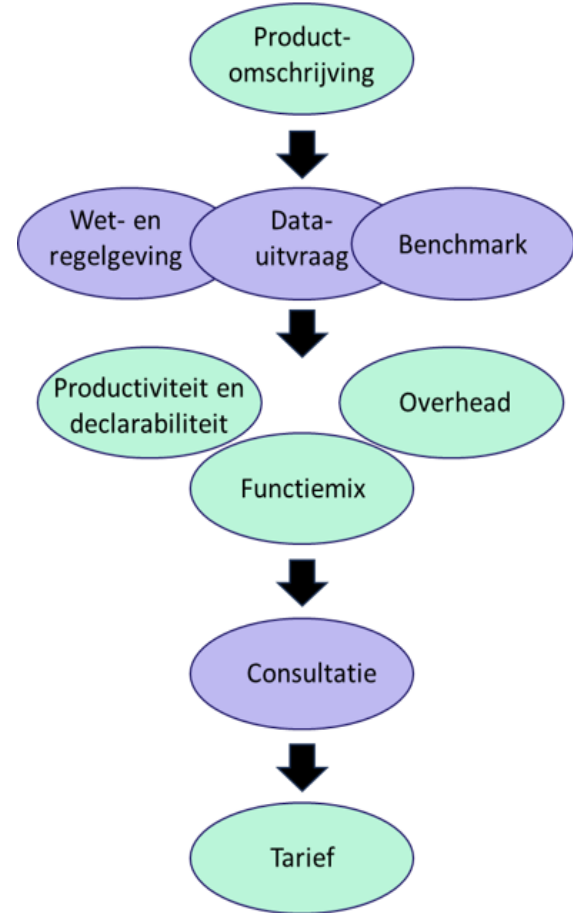 Product-
omschrijving
Wet- en
regelgeving
Data-
uitvraag
Benchmark
Productiviteit en
declarabiliteit
Overhead
Functiemix
Consultatie
Tarief